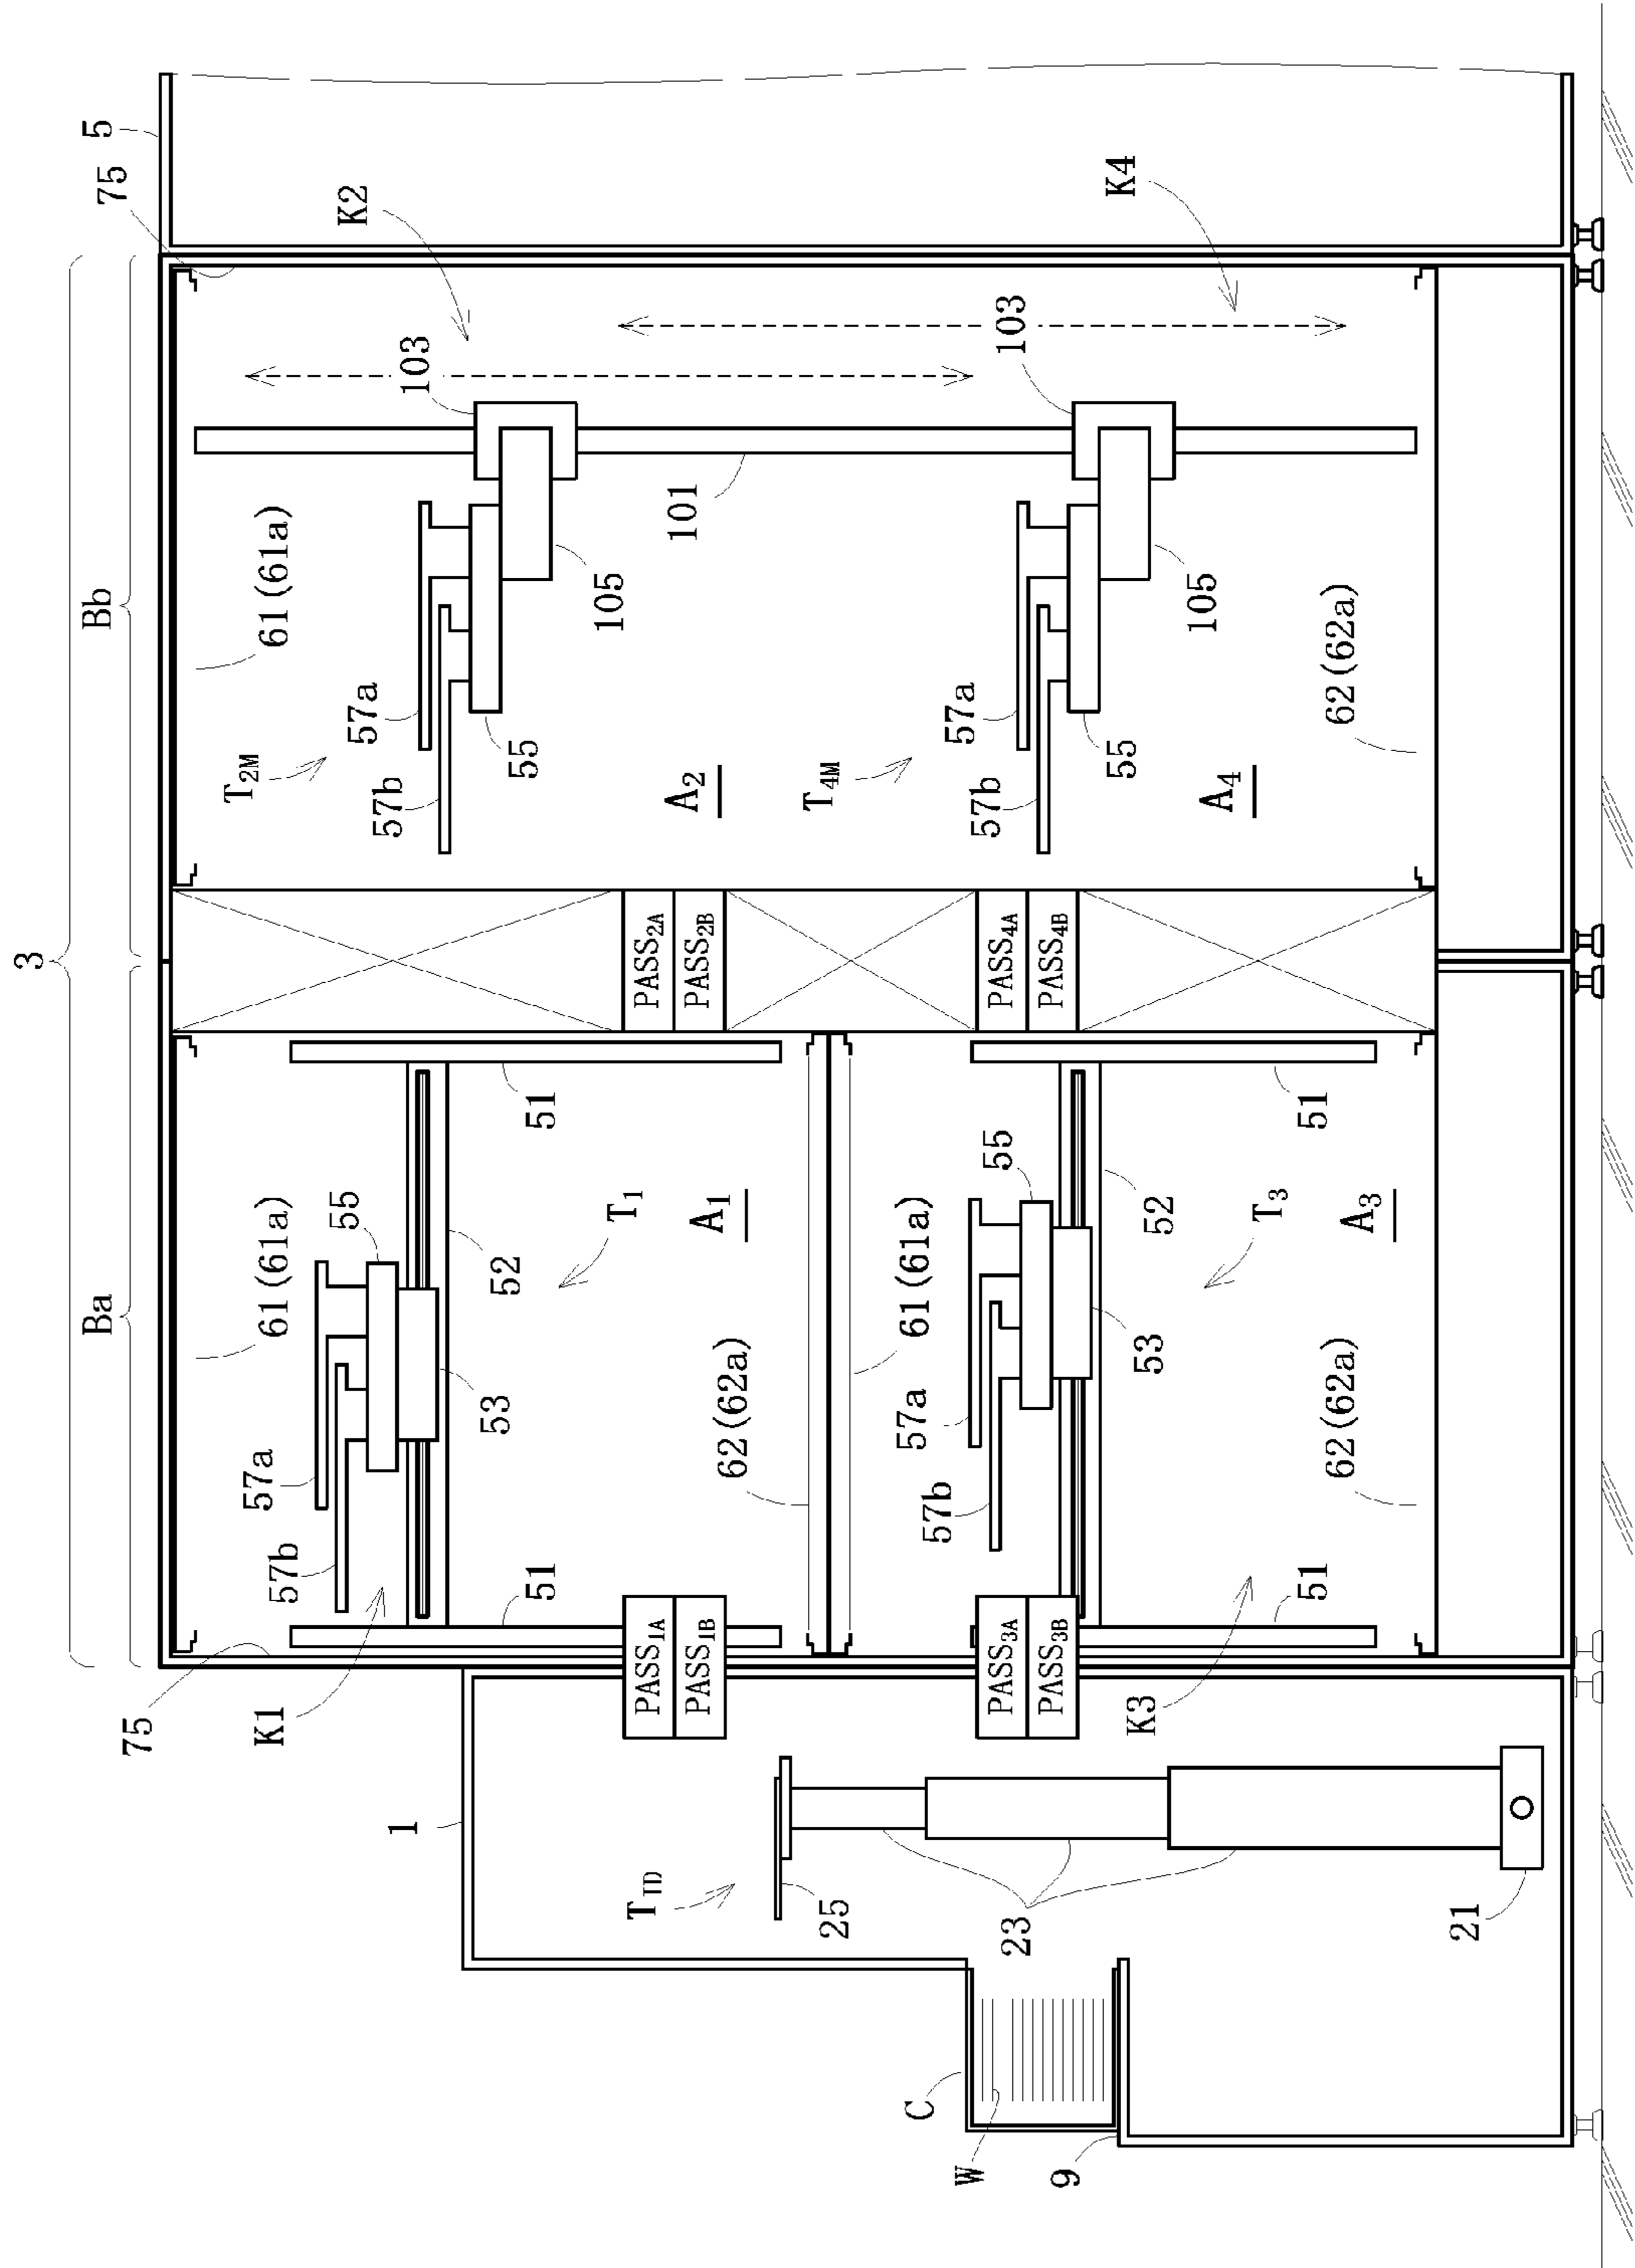 3
Ba
Bb
75
5
K1
57b
57a
61(61a)
55
T2M
61(61a)
K2
57a
57b
103
1
53
52
51
55
105
51
T1
101
TID
PASS1A
PASS1B
62(62a)
A1
PASS2A
PASS2B
A2
25
T4M
C
W
9
23
57b
57a
61(61a)
55
PASS3A
PASS3B
PASS4A
PASS4B
57b
57a
103
K4
K3
53
52
55
105
T3
21
51
62(62a)
A3
51
A4
62(62a)
75